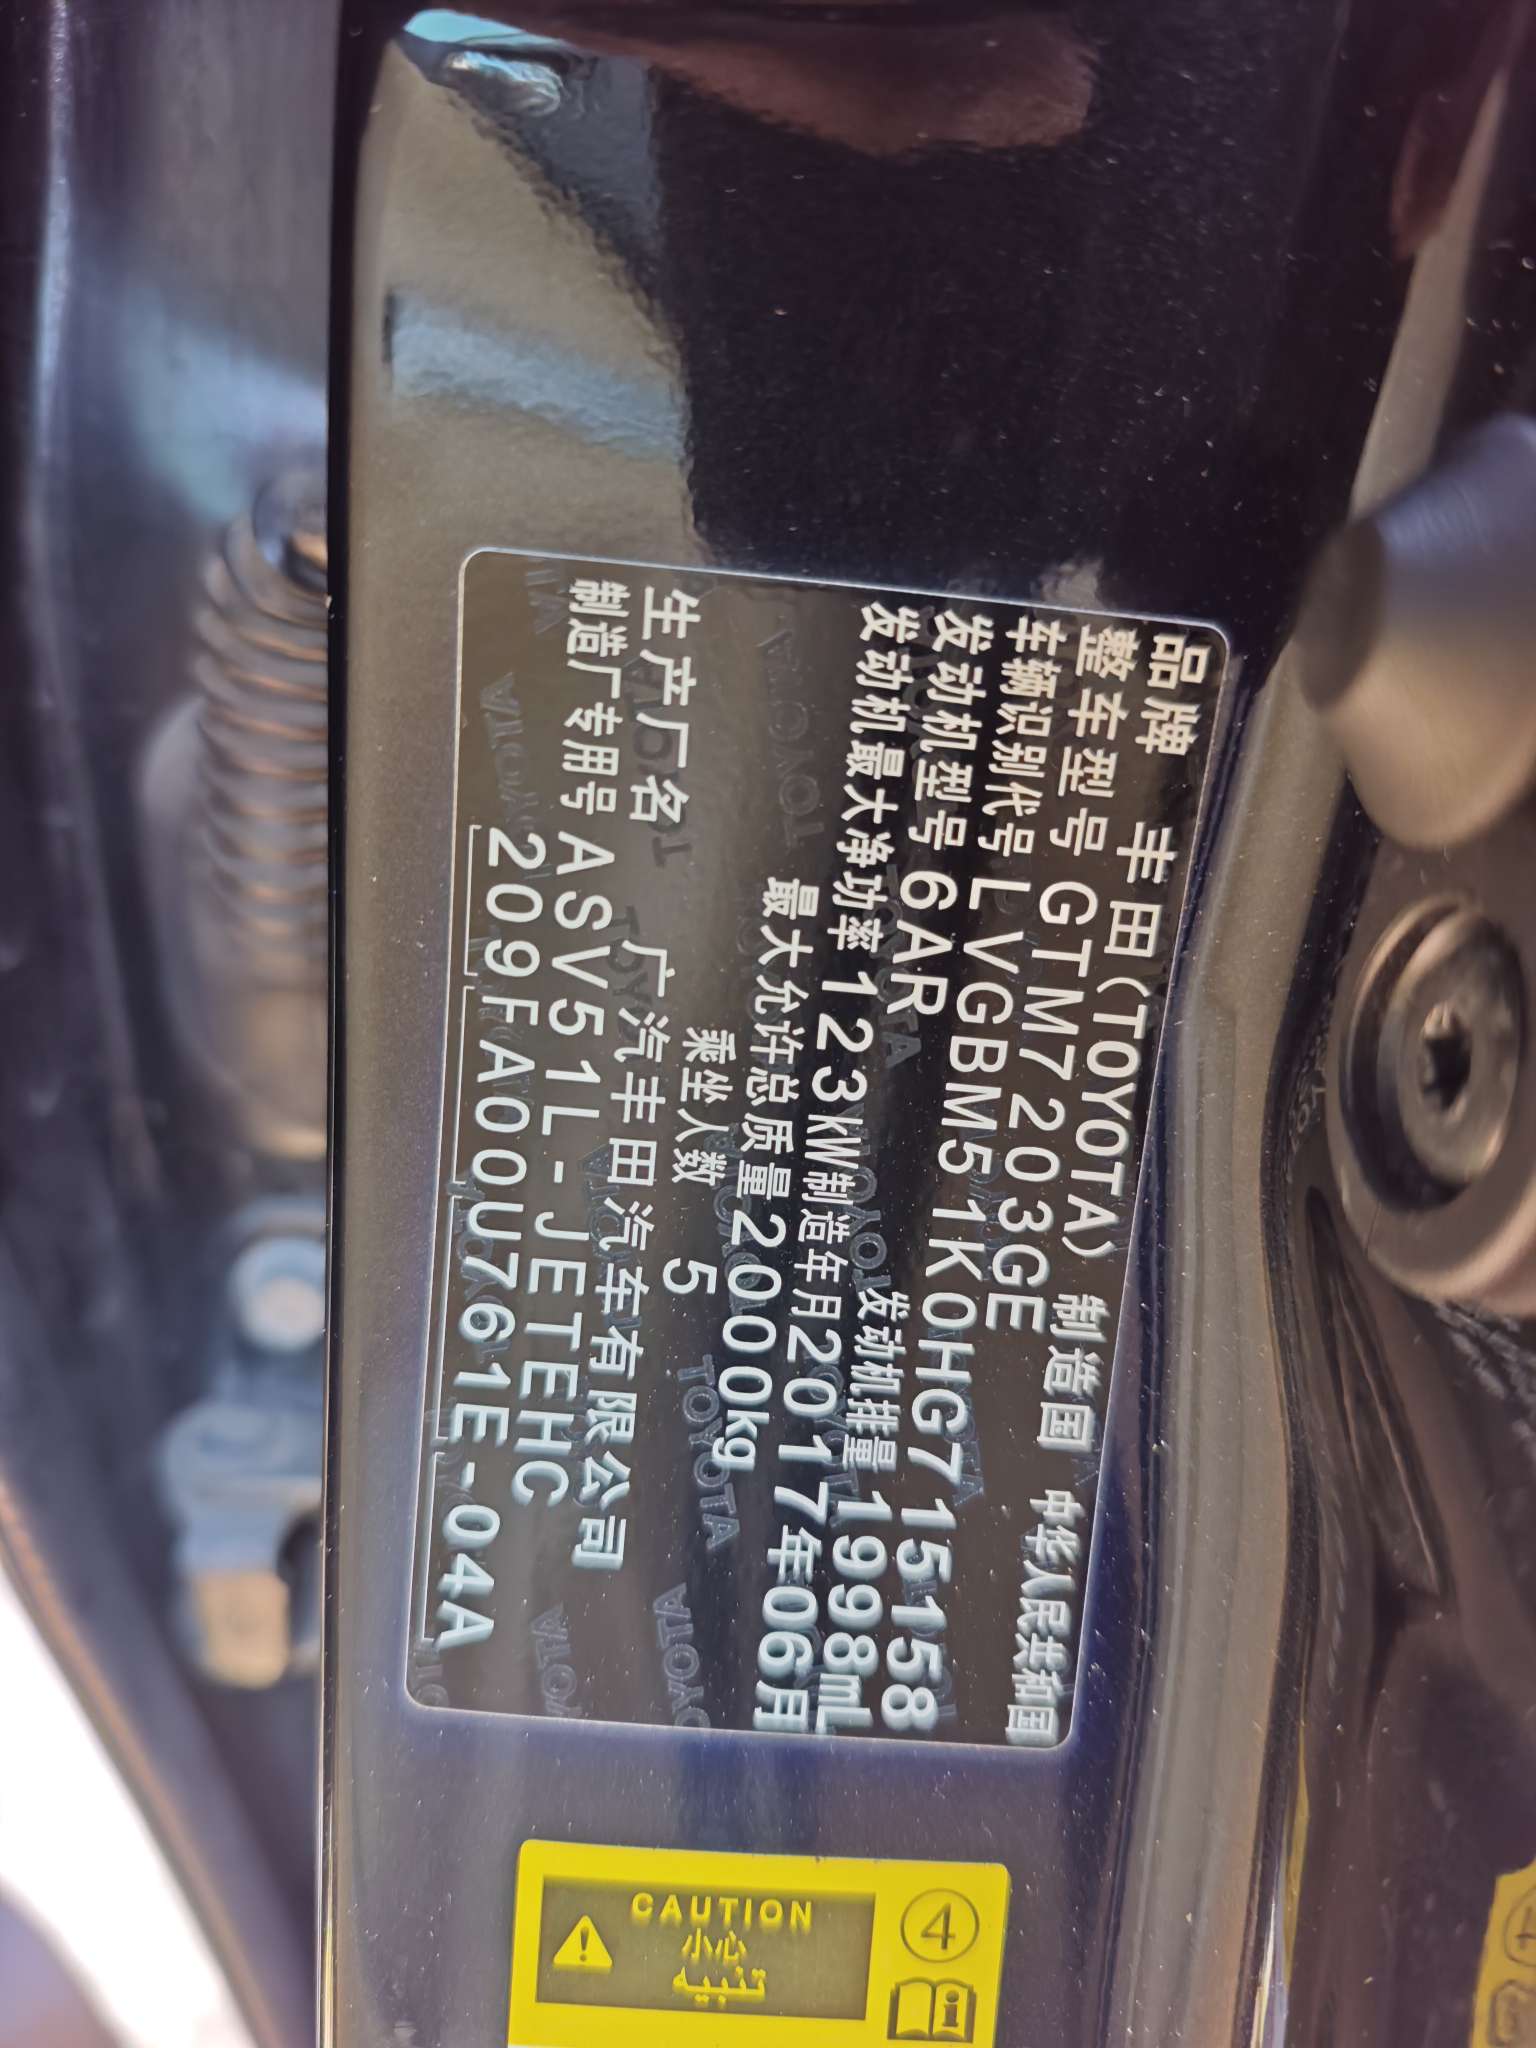 品牌 丰田(TOYOTA) 制造国 中华人民共和国
整车型号 GTM7203GE
车辆识别代号 LVGBM51K0HG715158
发动机型号 6AR 发动机排量 1998mL
发动机最大净功率 123kW 制造年月 2017年06月
最大允许总质量 2000kg
乘坐人数 5
生产厂名 广汽丰田汽车有限公司
制造厂专用号 ASV51L-JETEHC
209FA00U761E-04A
④
CAUTION
小心
تنبيه